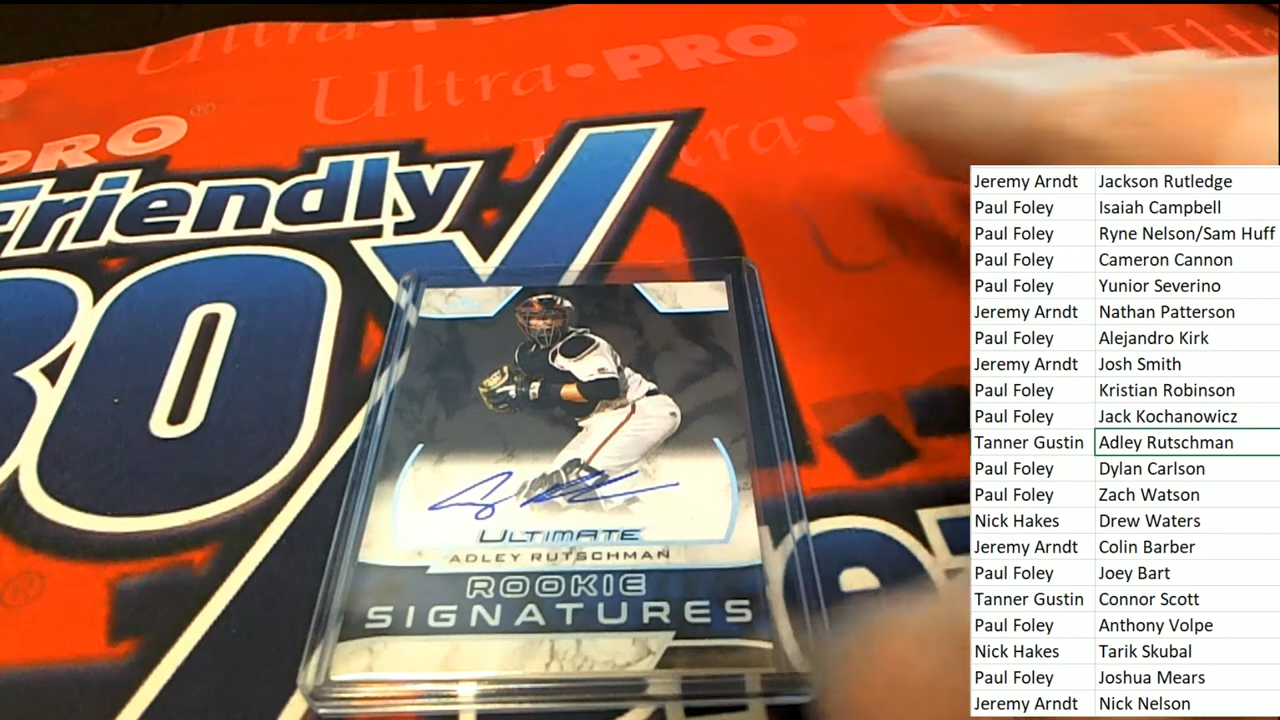 Ultra•PRO®
Ultra•PRO®
PRO®
Friendly
Ultra•
ULTIMATE
ADLEY RUTSCHMAN
ROOKIE
SIGNATURES
Jeremy Arndt Jackson Rutledge
Paul Foley Isaiah Campbell
Paul Foley Ryne Nelson/Sam Huff
Paul Foley Cameron Cannon
Paul Foley Yunior Severino
Jeremy Arndt Nathan Patterson
Paul Foley Alejandro Kirk
Jeremy Arndt Josh Smith
Paul Foley Kristian Robinson
Paul Foley Jack Kochanowicz
Tanner Gustin Adley Rutschman
Paul Foley Dylan Carlson
Paul Foley Zach Watson
Nick Hakes Drew Waters
Jeremy Arndt Colin Barber
Paul Foley Joey Bart
Tanner Gustin Connor Scott
Paul Foley Anthony Volpe
Nick Hakes Tarik Skubal
Paul Foley Joshua Mears
Jeremy Arndt Nick Nelson